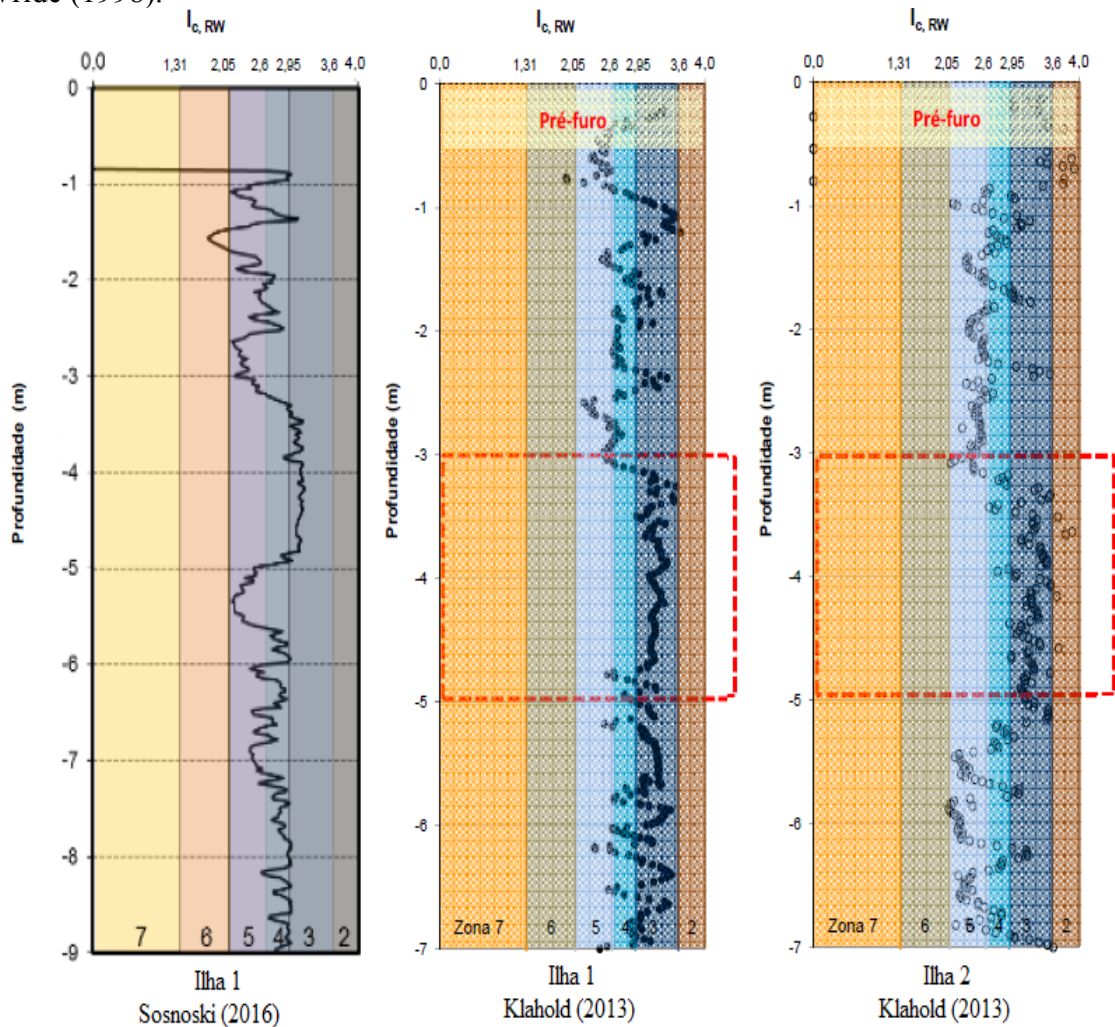 I_c, RW
0,0 1,31 2,05 2,6 2,95 3,6 4,0
0
-1
-2
-3
-4
-5
-6
-7
-8
-9
Profundidade (m)
7 6 5 4 3 2
Ilha 1
Sosnoski (2016)
I_c, RW
0,0 1,31 2,05 2,6 2,95 3,6 4,0
Pré-furo
0
-1
-2
-3
-4
-5
-6
-7
Profundidade (m)
Zona 7 6 5 4 3 2
Ilha 1
Klahold (2013)
I_c, RW
0,0 1,31 2,05 2,6 2,95 3,6 4,0
Pré-furo
0
-1
-2
-3
-4
-5
-6
-7
Profundidade (m)
Zona 7 6 5 4 3 2
Ilha 2
Klahold (2013)